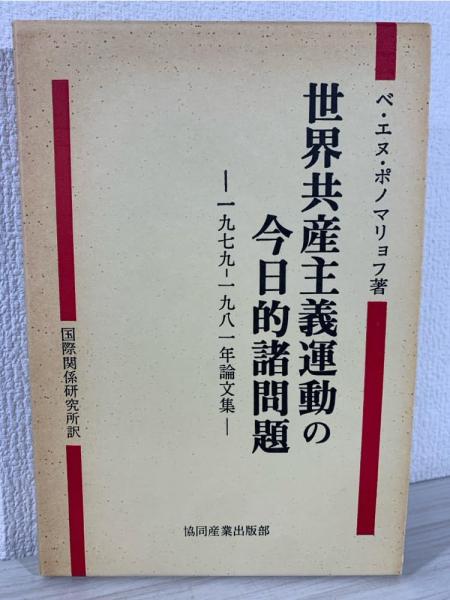 ベ・エヌ・ポノマリョフ著
世界共産主義運動の
今日的諸問題
―一九七九-一九八一年論文集―
国際関係研究所訳
協同産業出版部